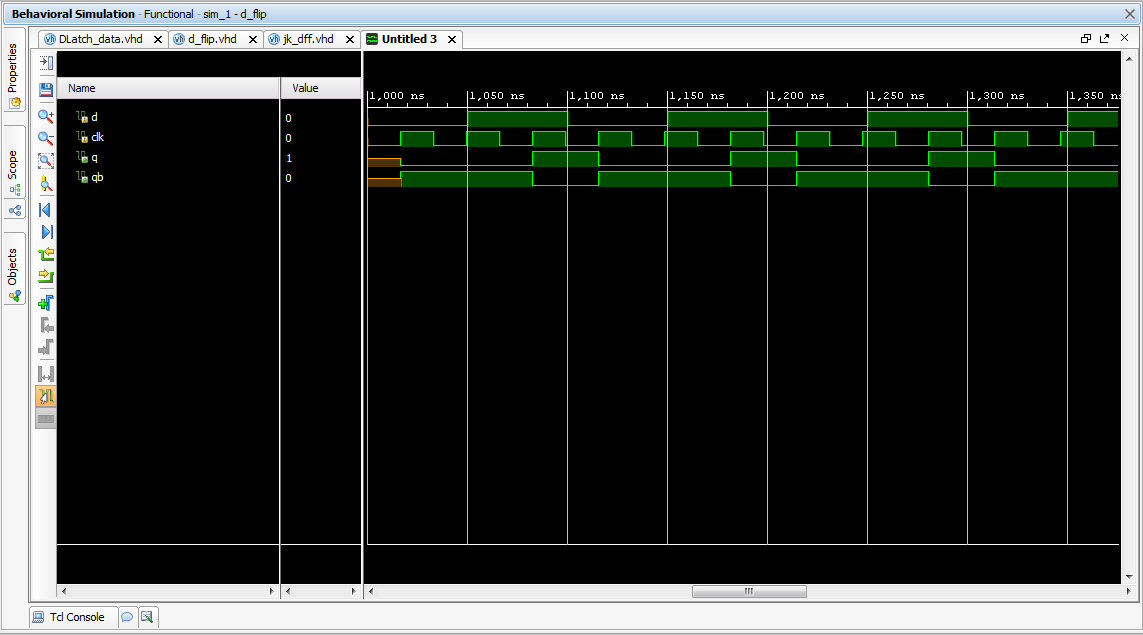 Behavioral Simulation - Functional - sim_1 - d_flip
DLatch_data.vhd
d_flip.vhd
jk_dff.vhd
Untitled 3
Properties
Scope
Objects
Name
Value
1,000 ns
1,050 ns
1,100 ns
1,150 ns
1,200 ns
1,250 ns
1,300 ns
1,350 ns
d
0
clk
0
q
1
qb
0
Tcl Console